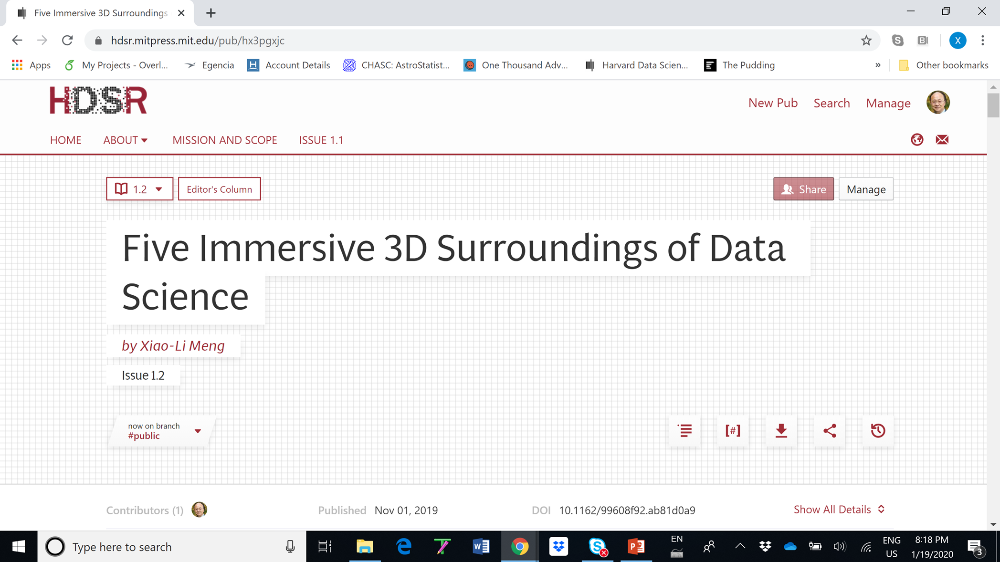 Five Immersive 3D Surroundings
hdsr.mitpress.mit.edu/pub/hx3pgxjc
X
Apps
My Projects - Overl...
Egencia
H
Account Details
CHASC: AstroStatist...
One Thousand Adv...
Harvard Data Scien...
The Pudding
»
Other bookmarks
HDSR
New Pub
Search
Manage
HOME
ABOUT
MISSION AND SCOPE
ISSUE 1.1
1.2
Editor's Column
Share
Manage
Five Immersive 3D Surroundings of Data
Science
by Xiao-Li Meng
Issue 1.2
now on branch
#public
[#]
Contributors (1)
Published Nov 01, 2019
DOI 10.1162/99608f92.ab81d0a9
Show All Details
Type here to search
EN
ENG
US
8:18 PM
1/19/2020
3